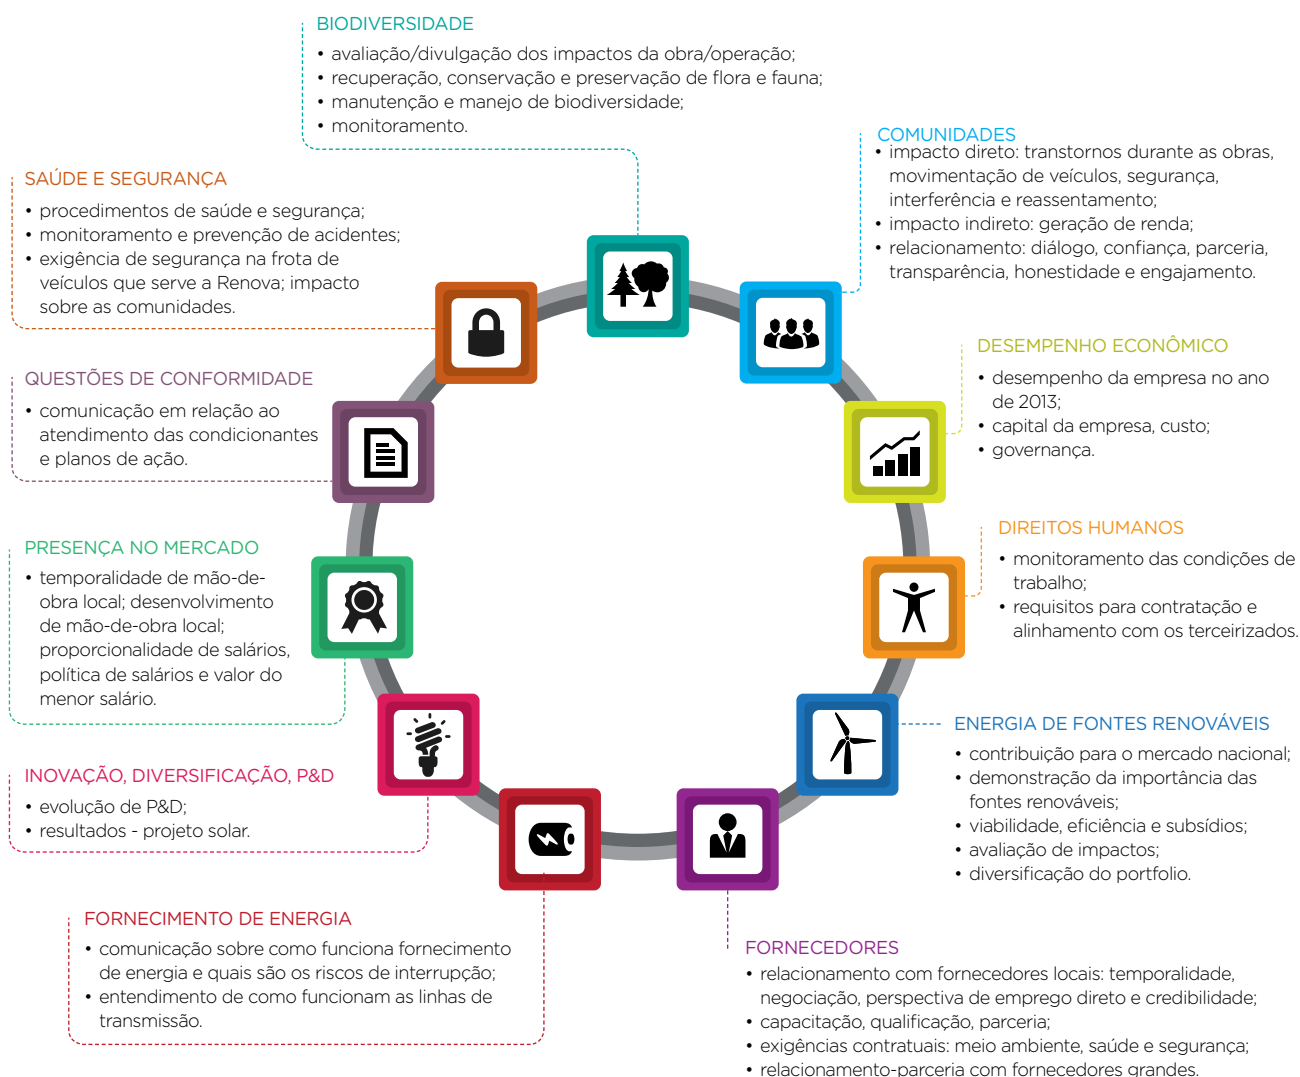 BIODIVERSIDADE
• avaliação/divulgação dos impactos da obra/operação;
• recuperação, conservação e preservação de flora e fauna;
• manutenção e manejo de biodiversidade;
• monitoramento.
COMUNIDADES
• impacto direto: transtornos durante as obras,
movimentação de veículos, segurança,
interferência e reassentamento;
• impacto indireto: geração de renda;
• relacionamento: diálogo, confiança, parceria,
transparência, honestidade e engajamento.
DESEMPENHO ECONÔMICO
• desempenho da empresa no ano
de 2013;
• capital da empresa, custo;
• governança.
DIREITOS HUMANOS
• monitoramento das condições de
trabalho;
• requisitos para contratação e
alinhamento com os terceirizados.
ENERGIA DE FONTES RENOVÁVEIS
• contribuição para o mercado nacional;
• demonstração da importância das
fontes renováveis;
• viabilidade, eficiência e subsídios;
• avaliação de impactos;
• diversificação do portfolio.
FORNECEDORES
• relacionamento com fornecedores locais: temporalidade,
negociação, perspectiva de emprego direto e credibilidade;
• capacitação, qualificação, parceria;
• exigências contratuais: meio ambiente, saúde e segurança;
• relacionamento-parceria com fornecedores grandes.
FORNECIMENTO DE ENERGIA
• comunicação sobre como funciona fornecimento
de energia e quais são os riscos de interrupção;
• entendimento de como funcionam as linhas de
transmissão.
INOVAÇÃO, DIVERSIFICAÇÃO, P&D
• evolução de P&D;
• resultados - projeto solar.
PRESENÇA NO MERCADO
• temporalidade de mão-de-
obra local; desenvolvimento
de mão-de-obra local;
proporcionalidade de salários,
política de salários e valor do
menor salário.
QUESTÕES DE CONFORMIDADE
• comunicação em relação ao
atendimento das condicionantes
e planos de ação.
SAÚDE E SEGURANÇA
• procedimentos de saúde e segurança;
• monitoramento e prevenção de acidentes;
• exigência de segurança na frota de
veículos que serve a Renova; impacto
sobre as comunidades.